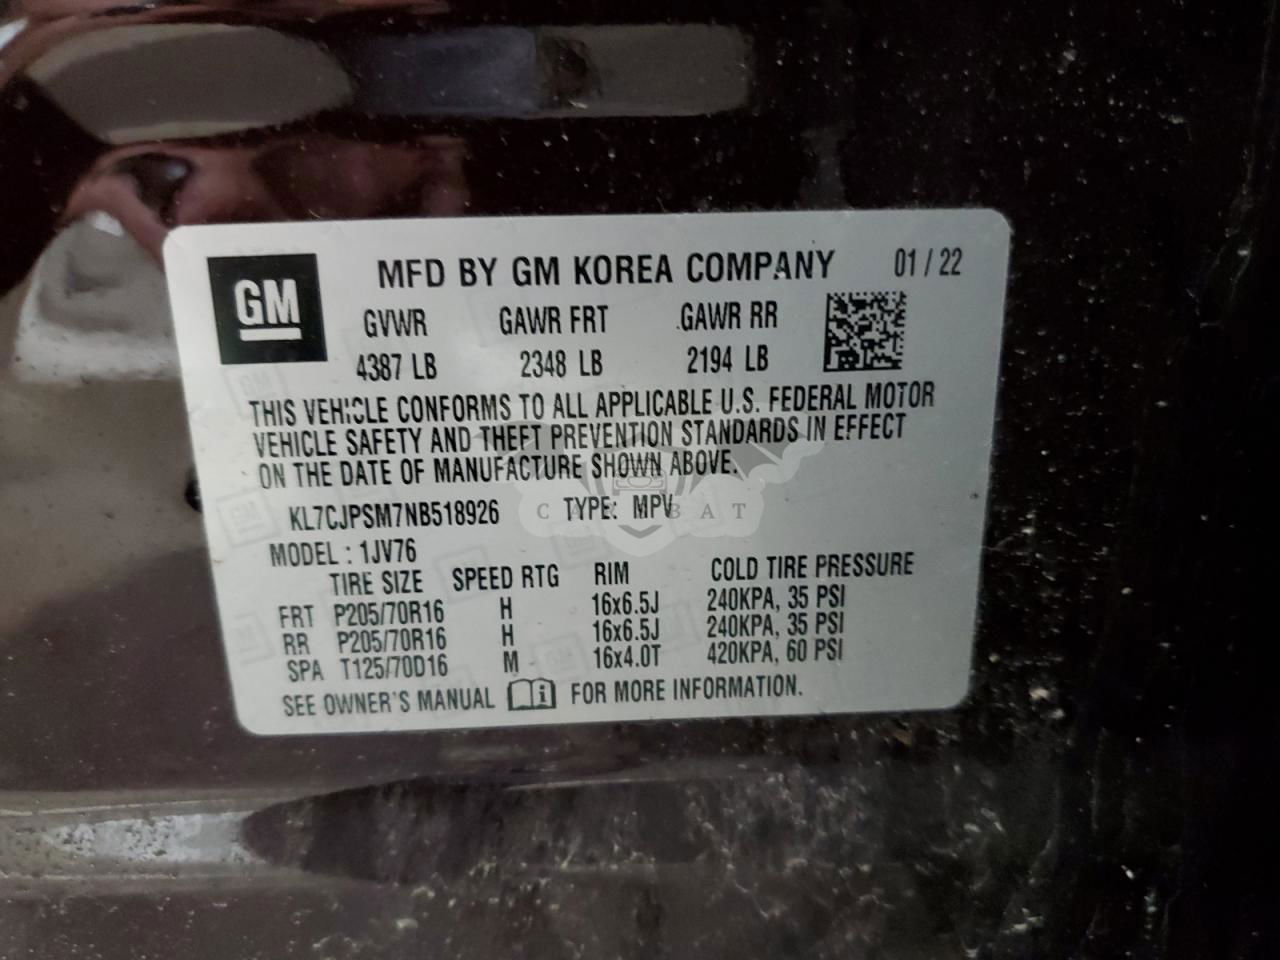 GM MFD BY GM KOREA COMPANY 01 / 22
GVWR GAWR FRT GAWR RR
4387 LB 2348 LB 2194 LB
THIS VEHICLE CONFORMS TO ALL APPLICABLE U.S. FEDERAL MOTOR
VEHICLE SAFETY AND THEFT PREVENTION STANDARDS IN EFFECT
ON THE DATE OF MANUFACTURE SHOWN ABOVE.
KL7CJPSM7NB518926 TYPE: MPV
MODEL : 1JV76
TIRE SIZE SPEED RTG RIM COLD TIRE PRESSURE
FRT P205/70R16 H 16x6.5J 240KPA, 35 PSI
RR P205/70R16 H 16x6.5J 240KPA, 35 PSI
SPA T125/70D16 M 16x4.0T 420KPA, 60 PSI
SEE OWNER'S MANUAL i FOR MORE INFORMATION.